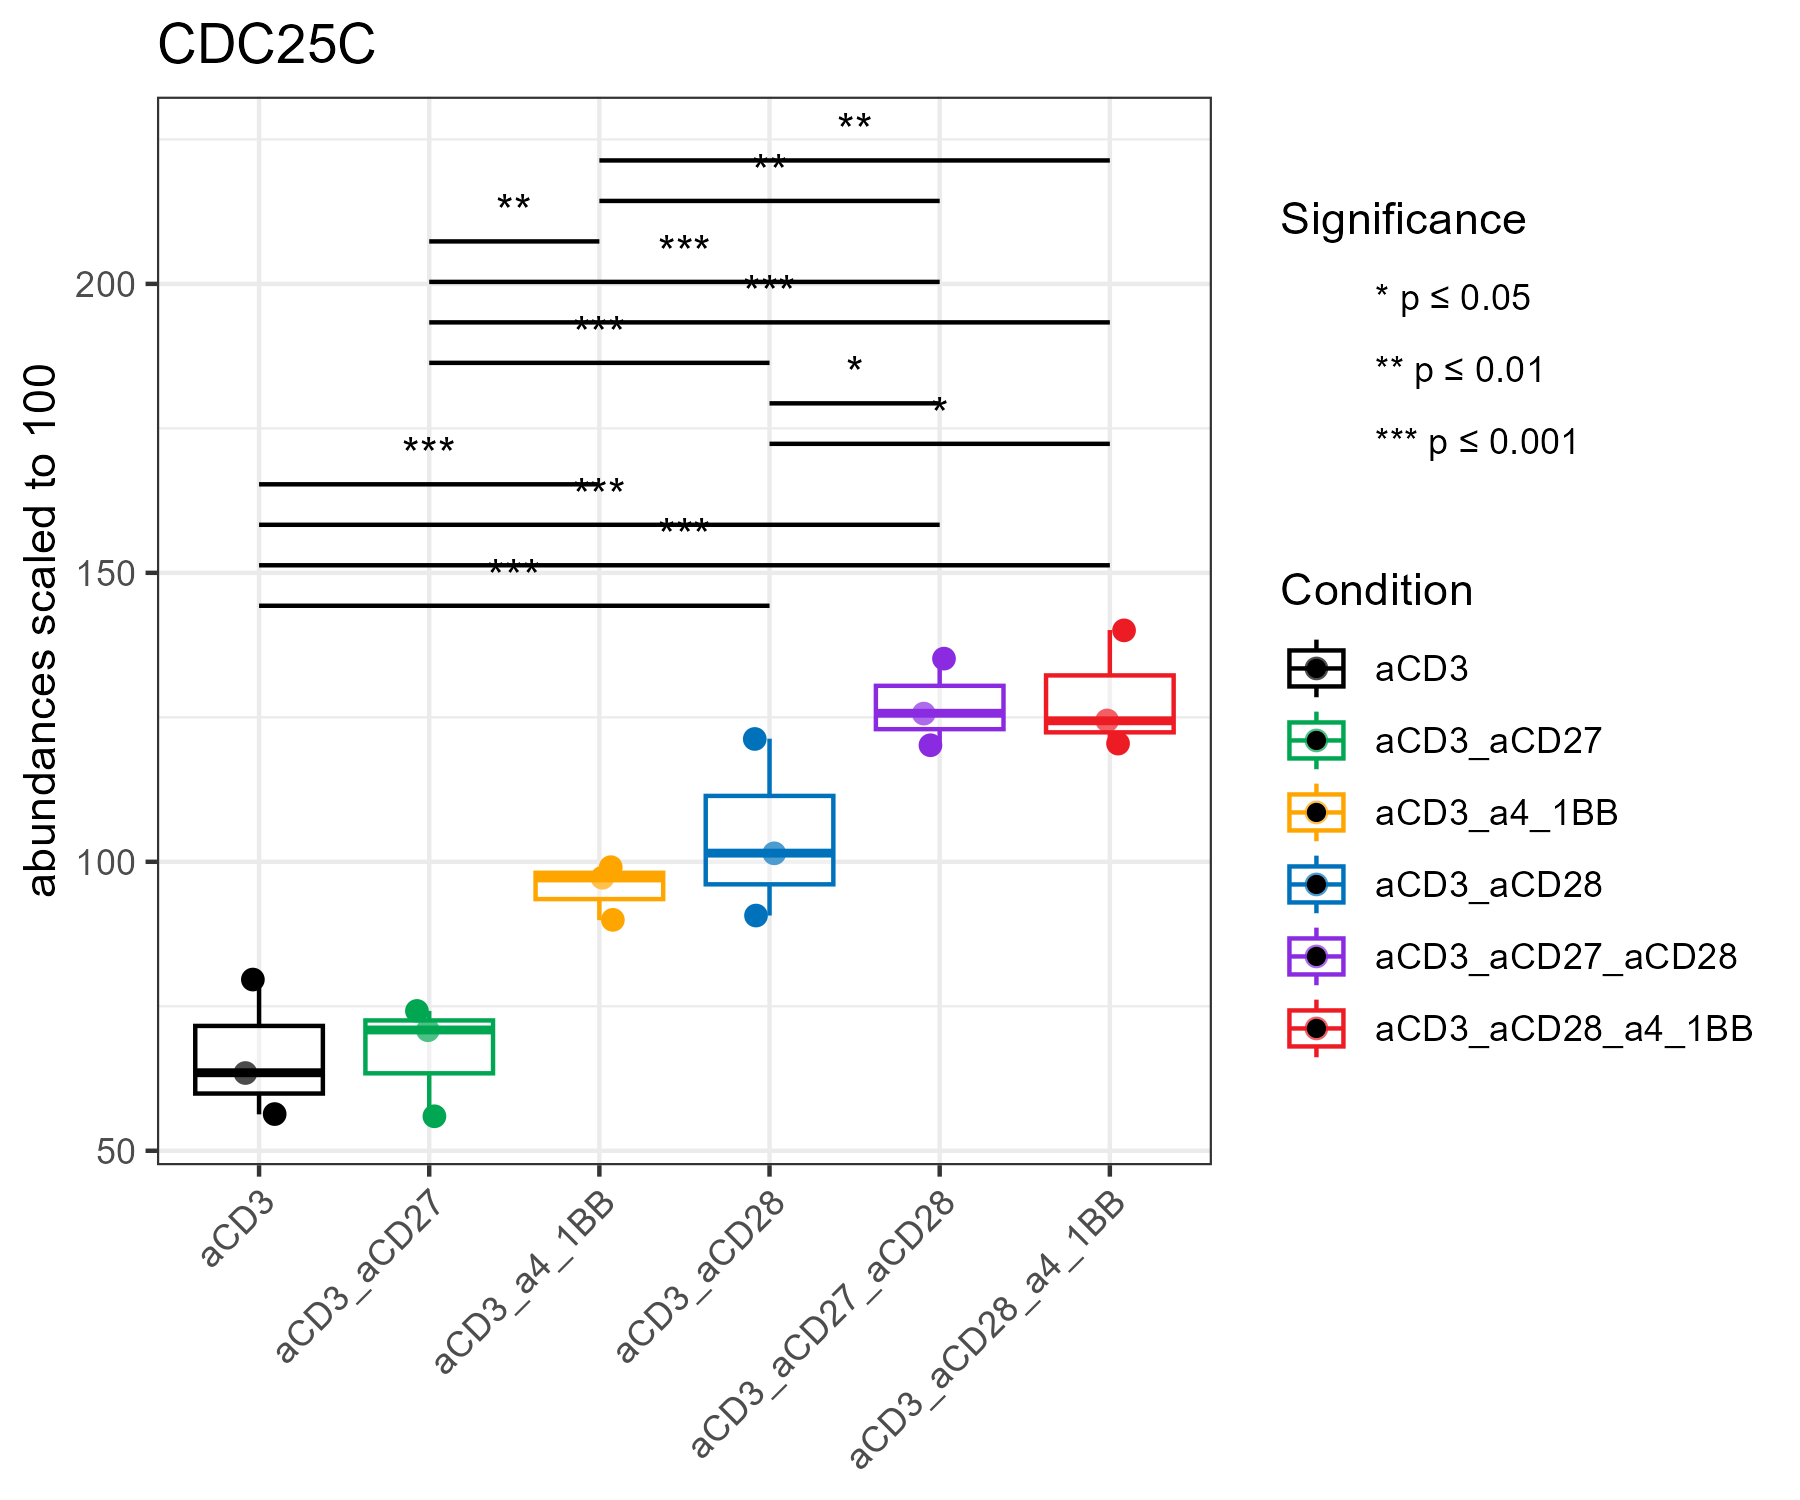 CDC25C
**
**
**
***
***
***
*
*
***
***
***
***
200
150
100
50
abundances scaled to 100
aCD3
aCD3_aCD27
aCD3_a4_1BB
aCD3_aCD28
aCD3_aCD27_aCD28
aCD3_aCD28_a4_1BB
Significance
* p ≤ 0.05
** p ≤ 0.01
*** p ≤ 0.001
Condition
aCD3
aCD3_aCD27
aCD3_a4_1BB
aCD3_aCD28
aCD3_aCD27_aCD28
aCD3_aCD28_a4_1BB